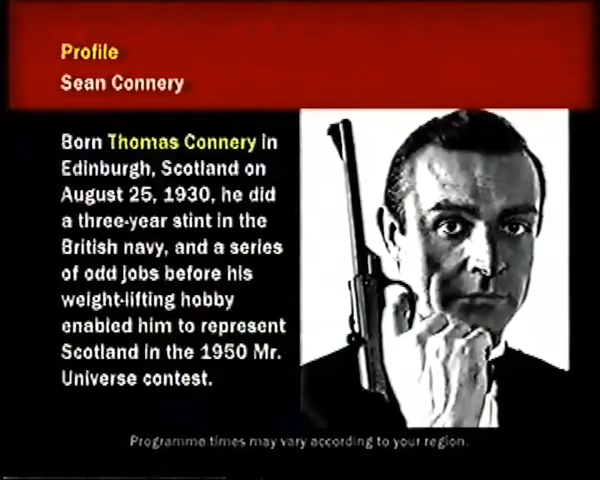 Profile
Sean Connery
Born Thomas Connery in
Edinburgh, Scotland on
August 25, 1930, he did
a three-year stint in the
British navy, and a series
of odd jobs before his
weight-lifting hobby
enabled him to represent
Scotland in the 1950 Mr.
Universe contest.
Programme times may vary according to your region.